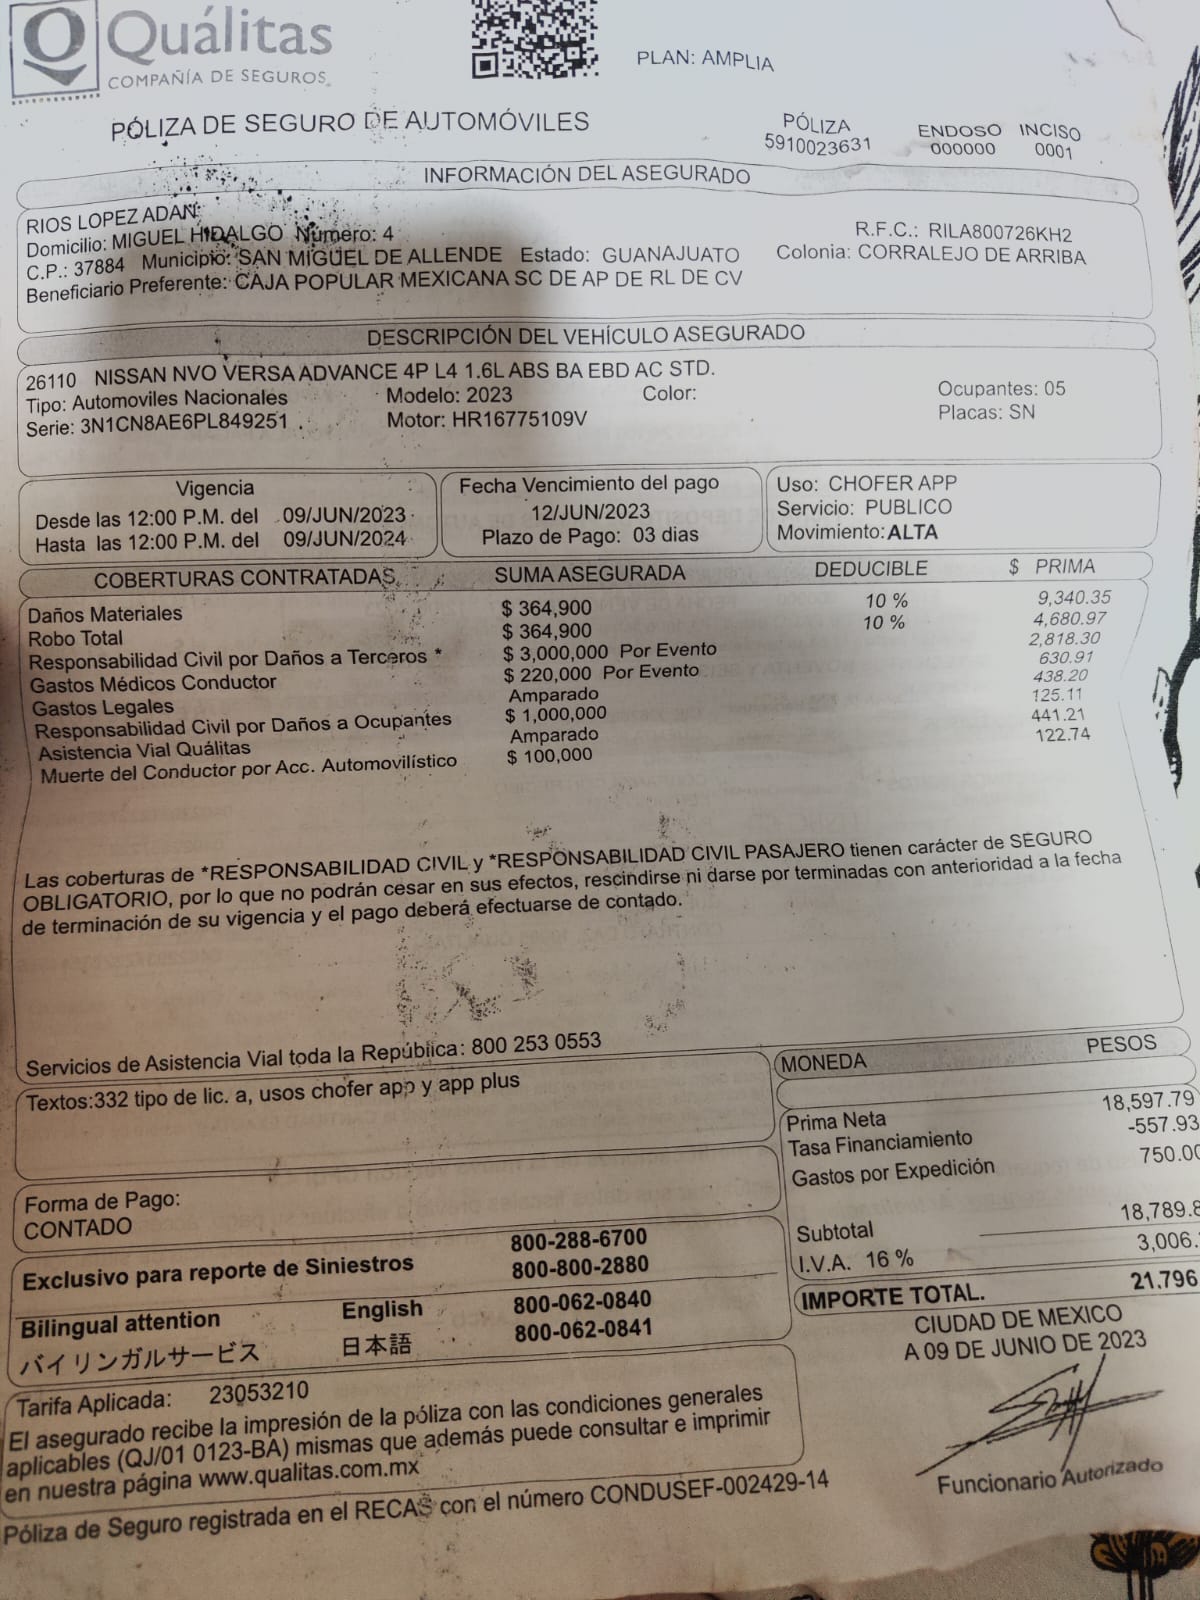 Quálitas
COMPAÑÍA DE SEGUROS®
PLAN: AMPLIA
PÓLIZA DE SEGURO DE AUTOMÓVILES
PÓLIZA ENDOSO INCISO
5910023631 000000 0001
INFORMACIÓN DEL ASEGURADO
RIOS LOPEZ ADAN
Domicilio: MIGUEL HIDALGO Número: 4 R.F.C.: RILA800726KH2
C.P.: 37884 Municipio: SAN MIGUEL DE ALLENDE Estado: GUANAJUATO Colonia: CORRALEJO DE ARRIBA
Beneficiario Preferente: CAJA POPULAR MEXICANA SC DE AP DE RL DE CV
DESCRIPCIÓN DEL VEHÍCULO ASEGURADO
26110 NISSAN NVO VERSA ADVANCE 4P L4 1.6L ABS BA EBD AC STD.
Tipo: Automoviles Nacionales Modelo: 2023 Color: Ocupantes: 05
Serie: 3N1CN8AE6PL849251 Motor: HR16775109V Placas: SN
Vigencia
Desde las 12:00 P.M. del 09/JUN/2023
Hasta las 12:00 P.M. del 09/JUN/2024
Fecha Vencimiento del pago
12/JUN/2023
Plazo de Pago: 03 dias
Uso: CHOFER APP
Servicio: PUBLICO
Movimiento: ALTA
COBERTURAS CONTRATADAS SUMA ASEGURADA DEDUCIBLE $ PRIMA
Daños Materiales $ 364,900 10 % 9,340.35
Robo Total $ 364,900 10 % 4,680.97
Responsabilidad Civil por Daños a Terceros * $ 3,000,000 Por Evento 2,818.30
Gastos Médicos Conductor $ 220,000 Por Evento 630.91
Gastos Legales Amparado 438.20
Responsabilidad Civil por Daños a Ocupantes $ 1,000,000 125.11
Asistencia Vial Quálitas Amparado 441.21
Muerte del Conductor por Acc. Automovilístico $ 100,000 122.74
Las coberturas de *RESPONSABILIDAD CIVIL y *RESPONSABILIDAD CIVIL PASAJERO tienen carácter de SEGURO
OBLIGATORIO, por lo que no podrán cesar en sus efectos, rescindirse ni darse por terminadas con anterioridad a la fecha
de terminación de su vigencia y el pago deberá efectuarse de contado.
Servicios de Asistencia Vial toda la República: 800 253 0553
Textos:332 tipo de lic. a, usos chofer app y app plus
MONEDA PESOS
Prima Neta 18,597.79
Tasa Financiamiento -557.93
Gastos por Expedición 750.00
Subtotal 18,789.8
I.V.A. 16 % 3,006.
IMPORTE TOTAL. 21,796
Forma de Pago:
CONTADO
Exclusivo para reporte de Siniestros 800-288-6700
800-800-2880
Bilingual attention English 800-062-0840
バイリンガルサービス 日本語 800-062-0841
CIUDAD DE MEXICO
A 09 DE JUNIO DE 2023
Funcionario Autorizado
Tarifa Aplicada: 23053210
El asegurado recibe la impresión de la póliza con las condiciones generales
aplicables (QJ/01 0123-BA) mismas que además puede consultar e imprimir
en nuestra página www.qualitas.com.mx
Póliza de Seguro registrada en el RECAS con el número CONDUSEF-002429-14